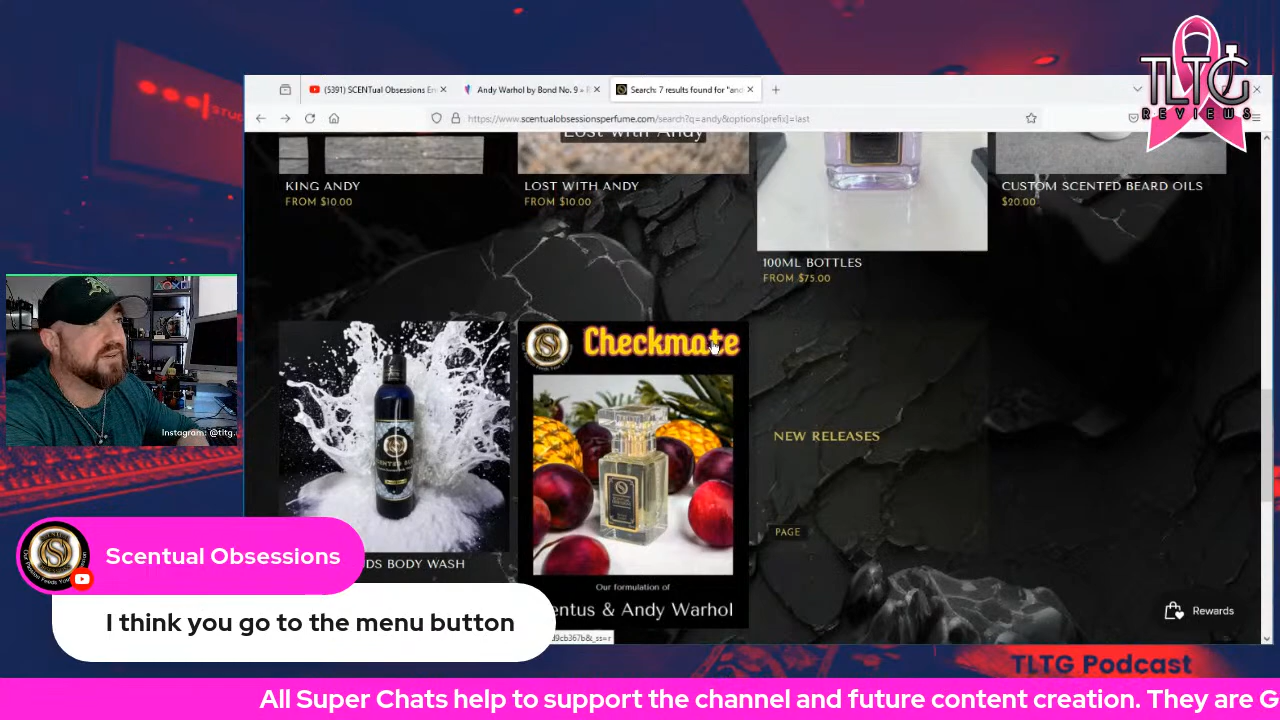 TLTG
REVIEWS
(5391) SCENTual Obsessions En
Andy Warhol by Bond No. 9 »
Search: 7 results found for "and
https://www.scentualobsessionsperfume.com/search?q=andy&options[prefix]=last
Lost with Andy
KING ANDY
FROM $10.00
LOST WITH ANDY
FROM $10.00
100ML BOTTLES
FROM $75.00
CUSTOM SCENTED BEARD OILS
$20.00
Checkmate
NEW RELEASES
PAGE
Our formulation of
entus & Andy Warhol
DS BODY WASH
Rewards
Instagram: @tltg
Scentual Obsessions
I think you go to the menu button
TLTG Podcast
All Super Chats help to support the channel and future content creation. They are G